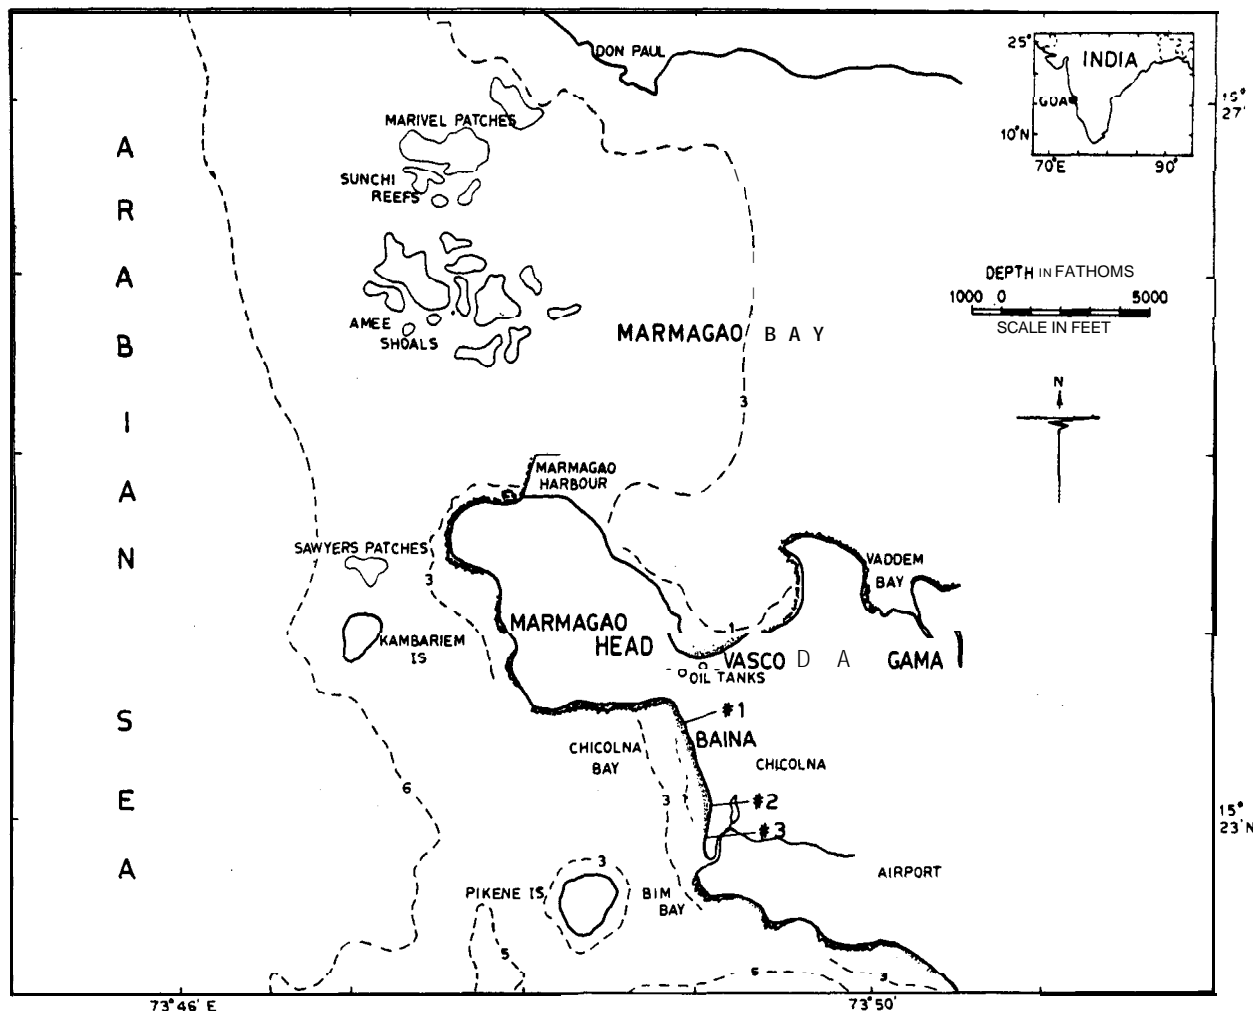 DON PAUL
25°
INDIA
GOA
10°N
70°E
90°
15°
27'
MARIVEL PATCHES
SUNCHI
REEFS
AMEE
SHOALS
MARMAGAO BAY
DEPTH IN FATHOMS
1000 0 5000
SCALE IN FEET
N
3
MARMAGAO
HARBOUR
SAWYERS PATCHES
3
KAMBARIEM
IS
MARMAGAO
HEAD
VADDEM
BAY
1
VASCO DA GAMA
OIL TANKS
#1
BAINA
CHICOLNA
BAY
CHICOLNA
6
3
1
#2
#3
15°
23'N
AIRPORT
3
PIKENE IS
BIM
BAY
5
6
3
73°46' E
73°50'
ARABIAN SEA